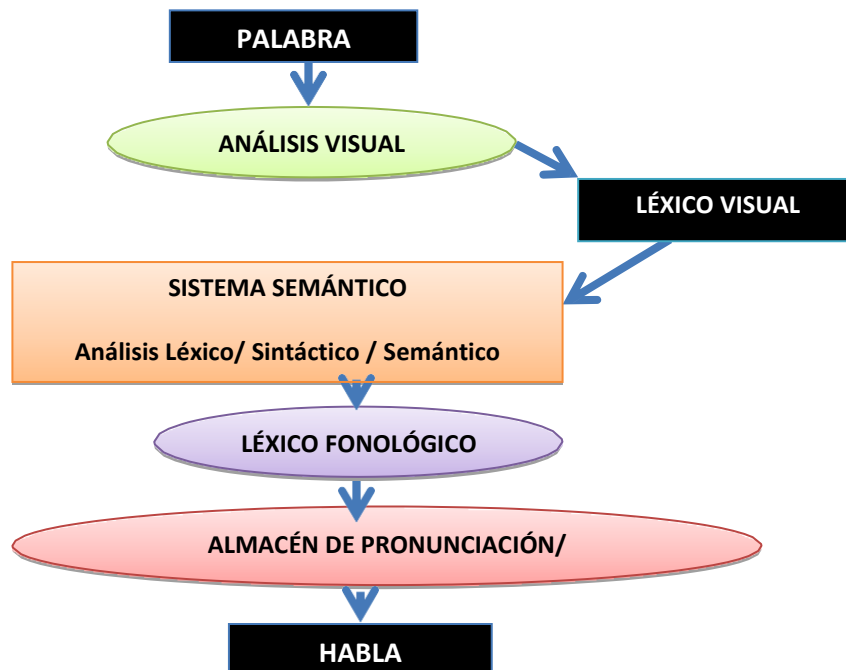 PALABRA
ANÁLISIS VISUAL
LÉXICO VISUAL
SISTEMA SEMÁNTICO
Análisis Léxico/ Sintáctico / Semántico
LÉXICO FONOLÓGICO
ALMACÉN DE PRONUNCIACIÓN/
HABLA